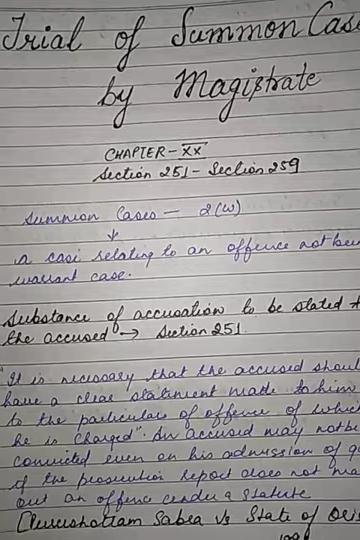 Trial of Summon Cas
by Magistrate
CHAPTER-XX
Section 251- Section 259
Summon Cases — 2(w)
↓
a case relating to an offence not bein
warrant case.
Substance of accusation to be stated t
the accused → Section 251
"It is necessary that the accused shoul
have a clear statement made to him
to the particulars of offence of whic
he is charged". An accused may not be
convicted even on his admission of g
if the prosecution report does not ma
out an offence under a statute
[Purushottam Sabra vs State of Ori